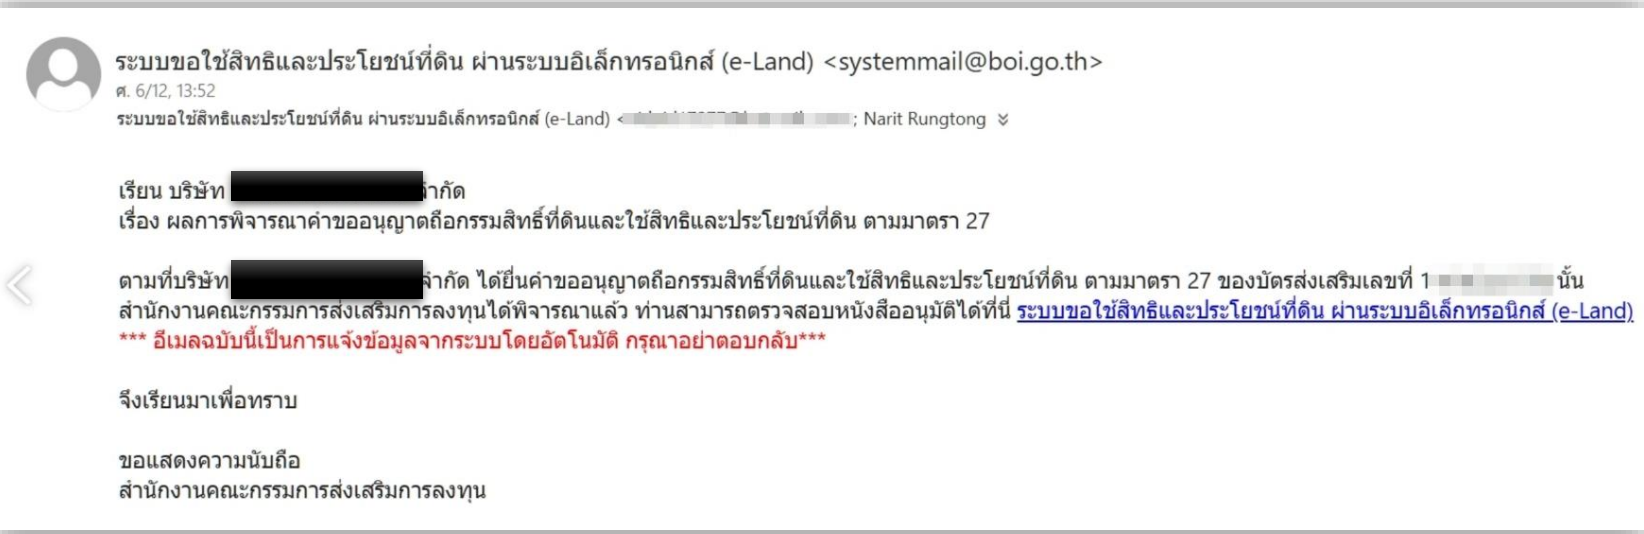 ระบบขอใช้สิทธิและประโยชน์ที่ดิน ผ่านระบบอิเล็กทรอนิกส์ (e-Land) <systemmail@boi.go.th>
ศ. 6/12, 13:52
ระบบขอใช้สิทธิและประโยชน์ที่ดิน ผ่านระบบอิเล็กทรอนิกส์ (e-Land) < ; Narit Rungtong
เรียน บริษัท จำกัด
เรื่อง ผลการพิจารณาคำขออนุญาตถือกรรมสิทธิ์ที่ดินและใช้สิทธิและประโยชน์ที่ดิน ตามมาตรา 27
ตามที่บริษัท จำกัด ได้ยื่นคำขออนุญาตถือกรรมสิทธิ์ที่ดินและใช้สิทธิและประโยชน์ที่ดิน ตามมาตรา 27 ของบัตรส่งเสริมเลขที่ 1 นั้น
สำนักงานคณะกรรมการส่งเสริมการลงทุนได้พิจารณาแล้ว ท่านสามารถตรวจสอบหนังสืออนุมัติได้ที่นี่ ระบบขอใช้สิทธิและประโยชน์ที่ดิน ผ่านระบบอิเล็กทรอนิกส์ (e-Land)
*** อีเมลฉบับนี้เป็นการแจ้งข้อมูลจากระบบโดยอัตโนมัติ กรุณาอย่าตอบกลับ***
จึงเรียนมาเพื่อทราบ
ขอแสดงความนับถือ
สำนักงานคณะกรรมการส่งเสริมการลงทุน